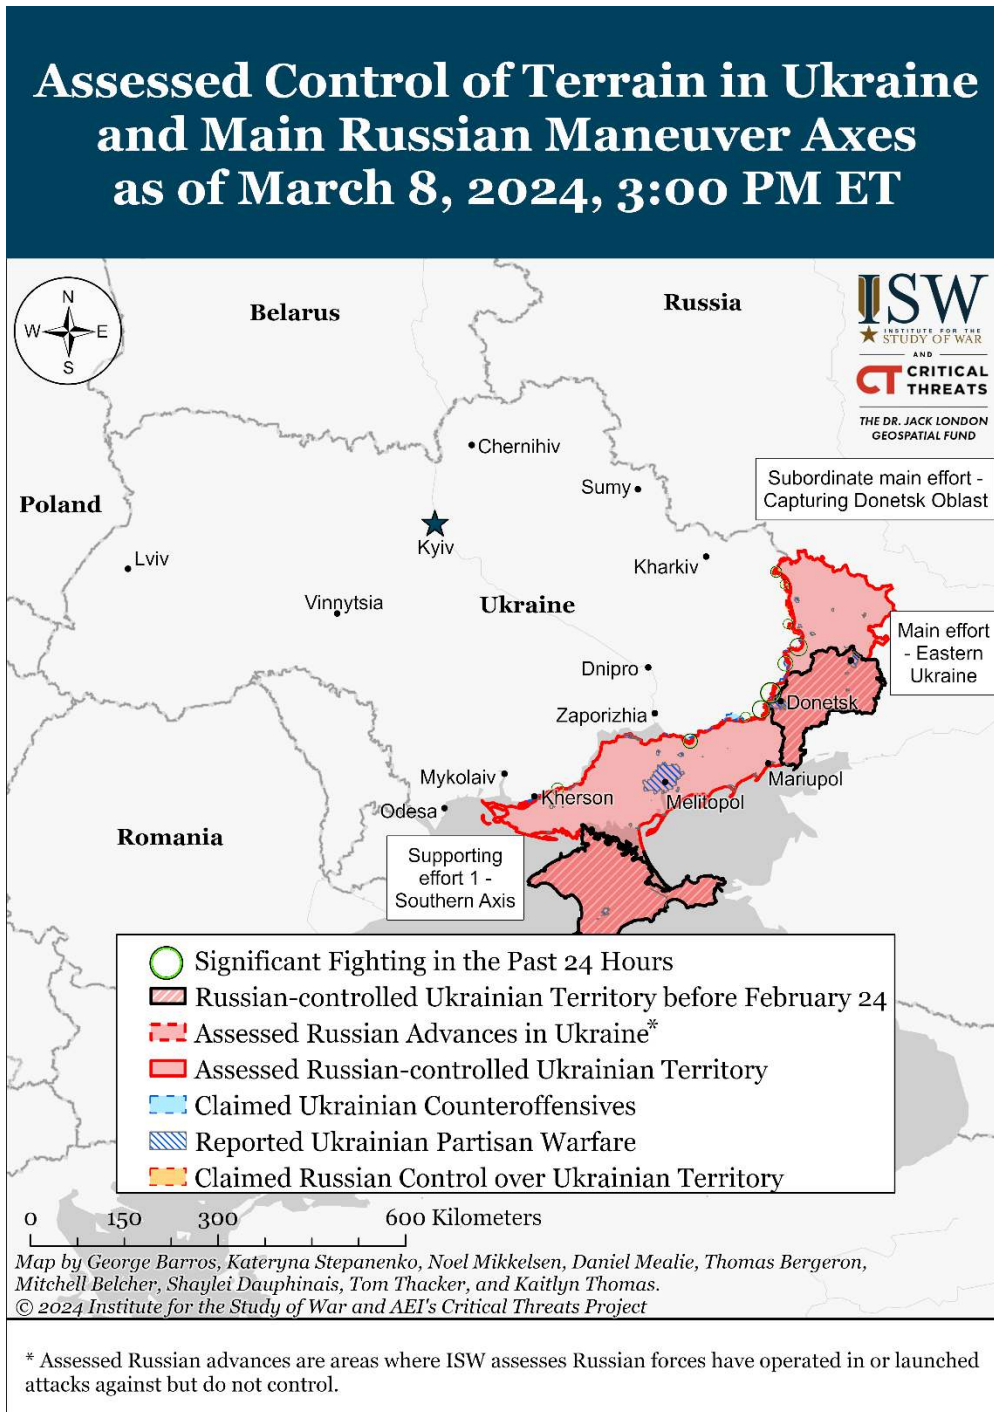 Assessed Control of Terrain in Ukraine
and Main Russian Maneuver Axes
as of March 8, 2024, 3:00 PM ET
N
W
E
S
Belarus
Russia
ISW
INSTITUTE FOR THE
STUDY OF WAR
AND
CT CRITICAL
THREATS
THE DR. JACK LONDON
GEOSPATIAL FUND
Chernihiv
Subordinate main effort -
Capturing Donetsk Oblast
Sumy
Poland
Kyiv
Lviv
Kharkiv
Vinnytsia
Ukraine
Main effort
- Eastern
Ukraine
Dnipro
Donetsk
Zaporizhia
Mykolaiv
Mariupol
Kherson
Melitopol
Odesa
Romania
Supporting
effort 1 -
Southern Axis
Significant Fighting in the Past 24 Hours
Russian-controlled Ukrainian Territory before February 24
Assessed Russian Advances in Ukraine*
Assessed Russian-controlled Ukrainian Territory
Claimed Ukrainian Counteroffensives
Reported Ukrainian Partisan Warfare
Claimed Russian Control over Ukrainian Territory
0 150 300 600 Kilometers
Map by George Barros, Kateryna Stepanenko, Noel Mikkelsen, Daniel Mealie, Thomas Bergeron,
Mitchell Belcher, Shaylei Dauphinais, Tom Thacker, and Kaitlyn Thomas.
© 2024 Institute for the Study of War and AEI's Critical Threats Project
* Assessed Russian advances are areas where ISW assesses Russian forces have operated in or launched
attacks against but do not control.